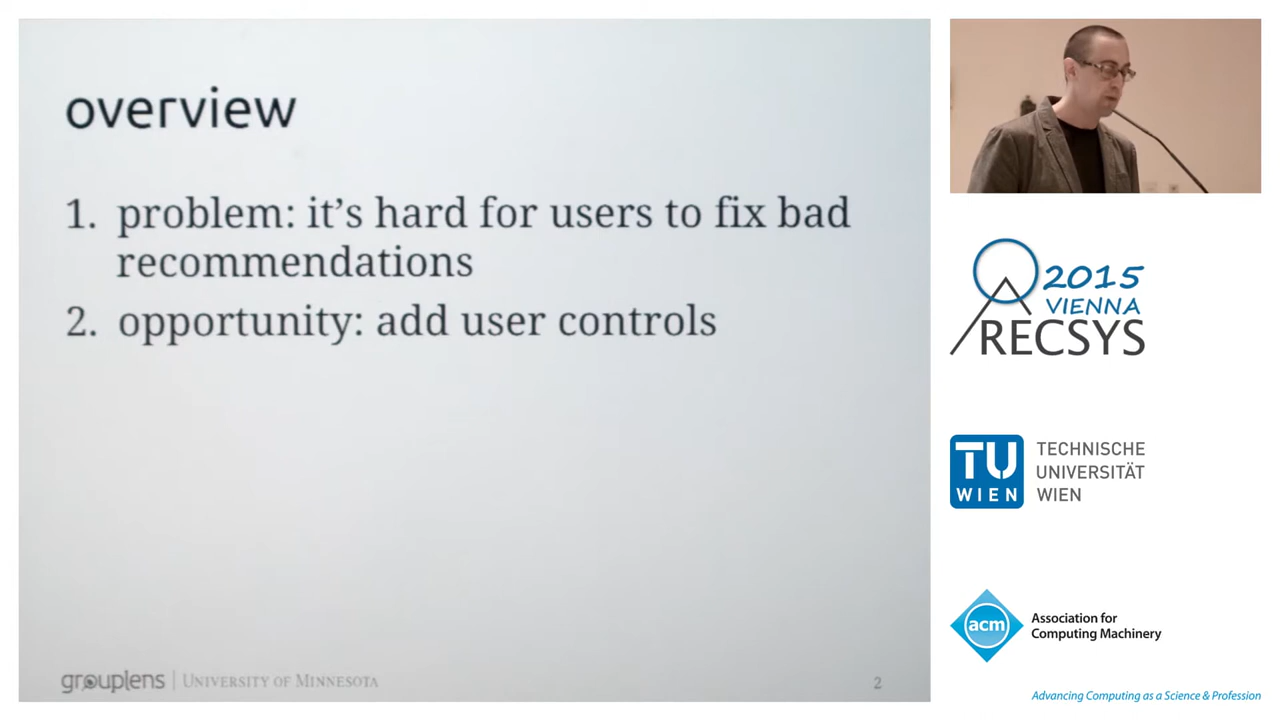 overview
1. problem: it's hard for users to fix bad
recommendations
2. opportunity: add user controls
grouplens | UNIVERSITY OF MINNESOTA
2
2015
VIENNA
RECSYS
TU
WIEN
TECHNISCHE
UNIVERSITÄT
WIEN
acm
Association for
Computing Machinery
Advancing Computing as a Science & Profession